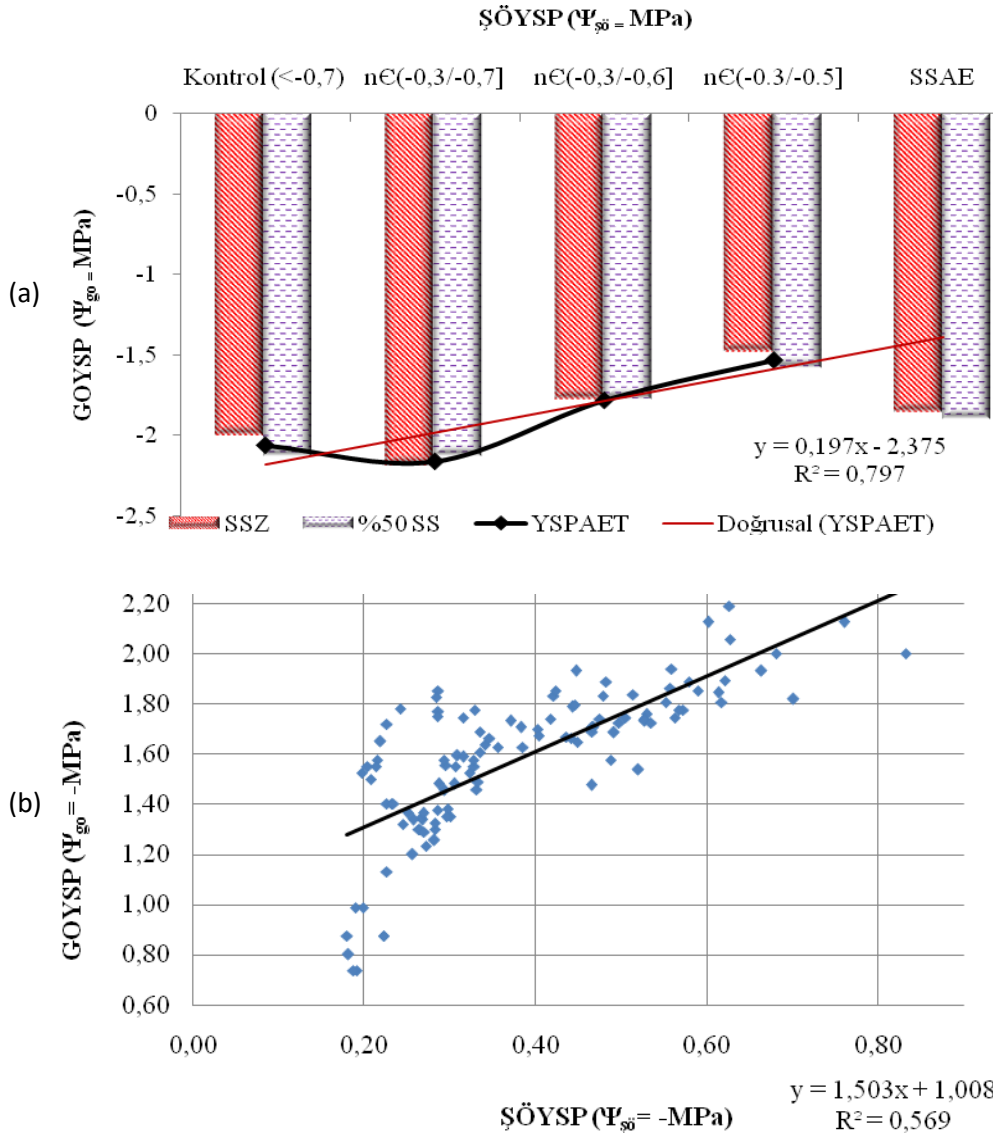 ŞÖYSP (Ψşö = MPa)
Kontrol (<-0,7) nЄ(-0.3/-0,7] nЄ(-0.3/-0,6] nЄ(-0.3/-0.5] SSAE
0
-0,5
-1
-1,5
-2
-2,5
GOYSP (Ψgo = MPa)
(a)
y = 0,197x - 2,375
R² = 0,797
SSZ %50 SS YSPAET Doğrusal (YSPAET)
2,20
2,00
1,80
1,60
1,40
1,20
1,00
0,80
0,60
GOYSP (Ψgo = -MPa)
(b)
0,00 0,20 0,40 0,60 0,80
y = 1,503x + 1,008
R² = 0,569
ŞÖYSP (Ψşö = -MPa)